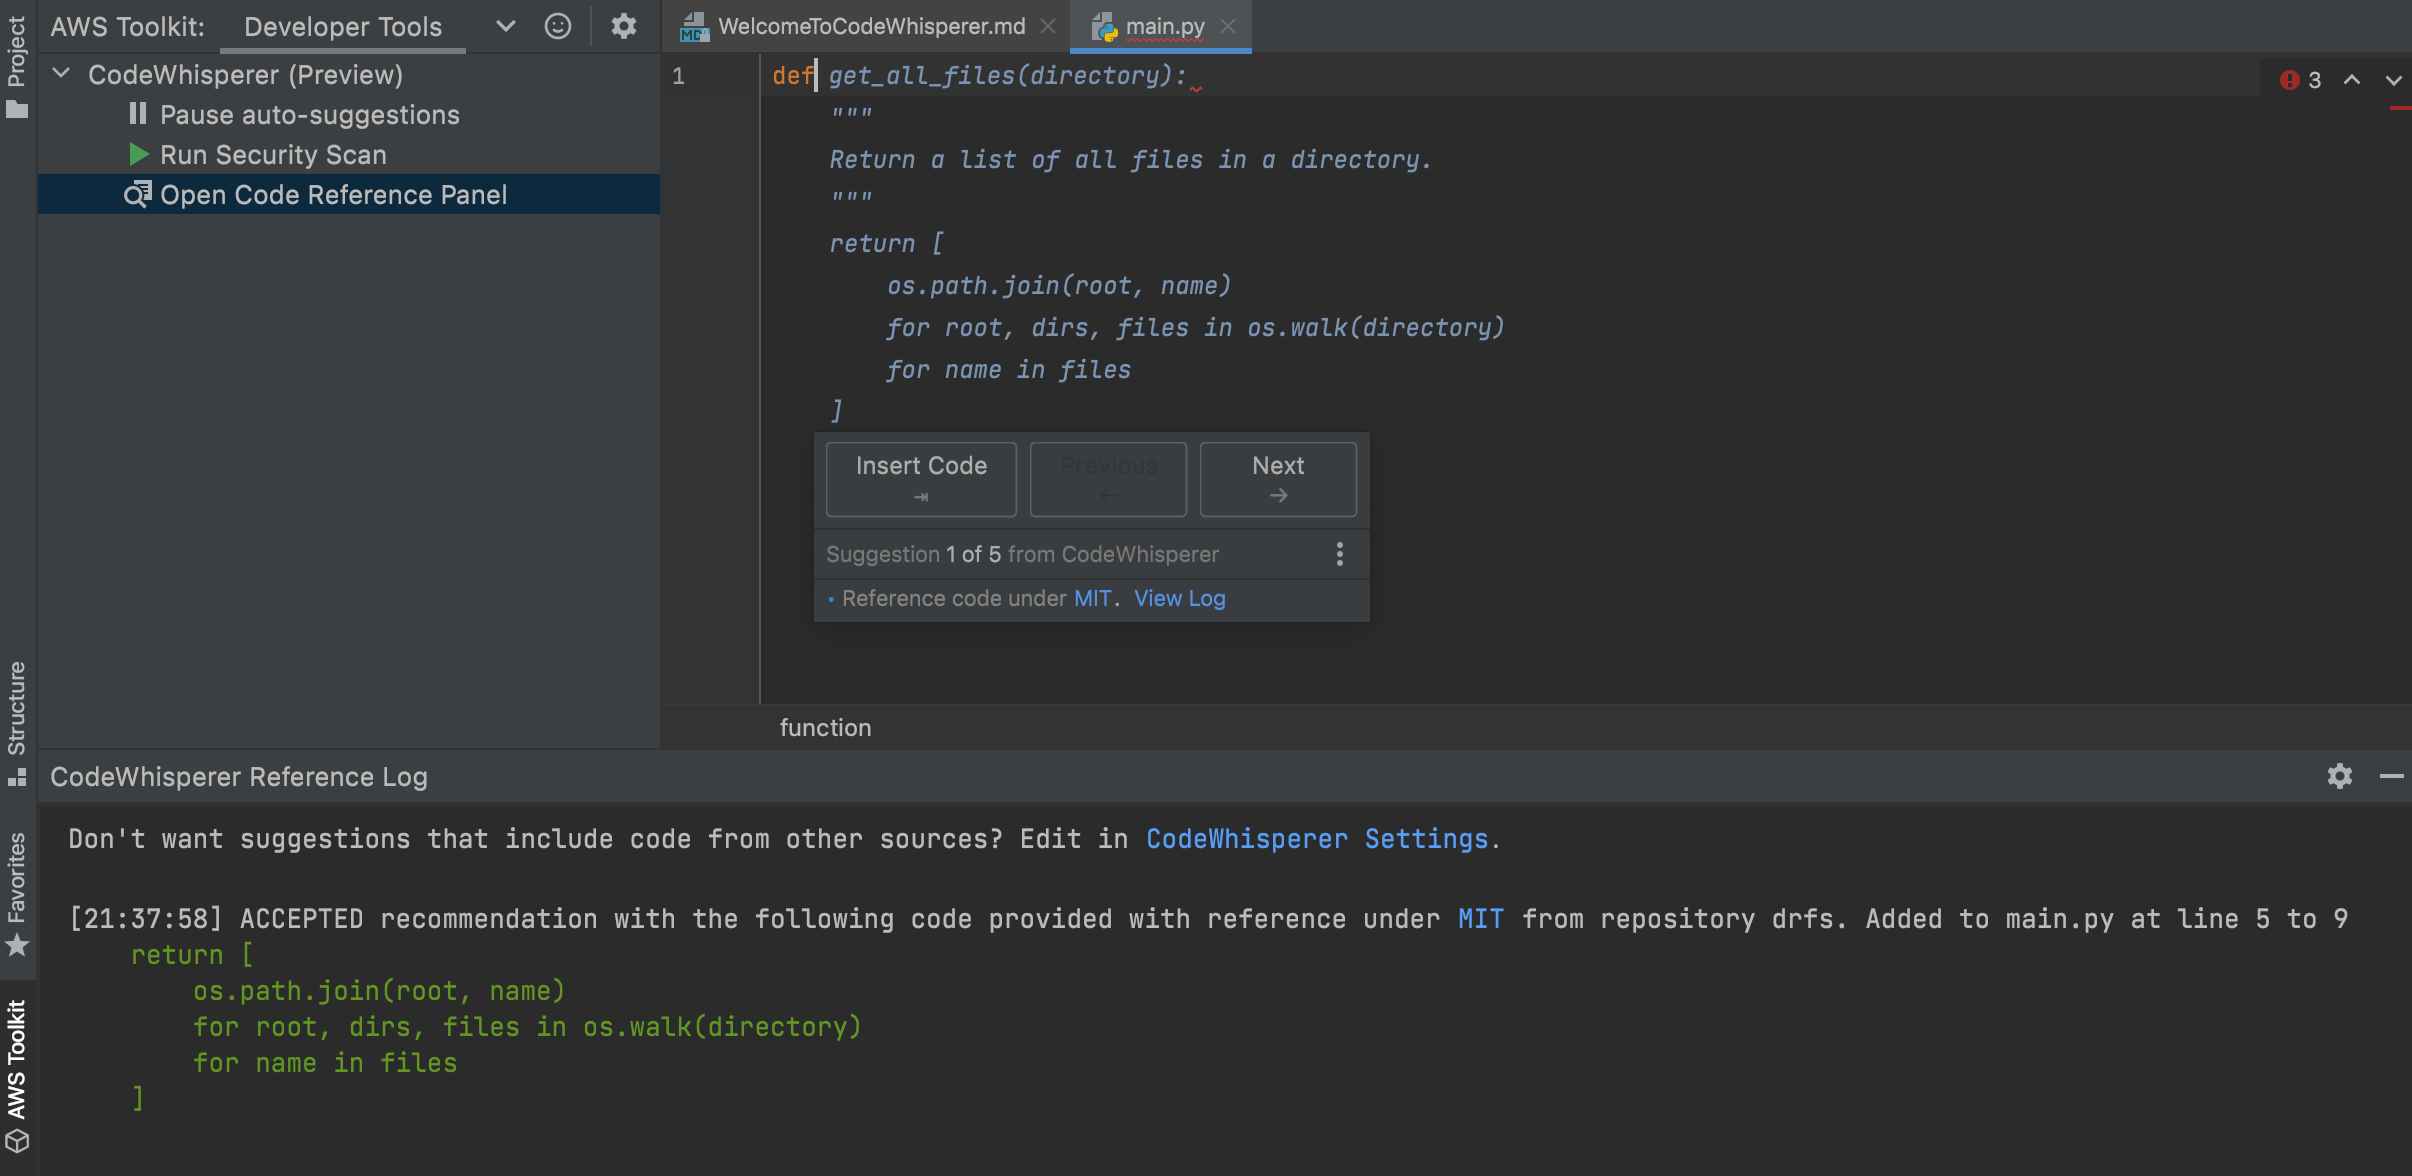 Project
AWS Toolkit: Developer Tools
CodeWhisperer (Preview)
Pause auto-suggestions
Run Security Scan
Open Code Reference Panel
WelcomeToCodeWhisperer.md
main.py
3
1
def get_all_files(directory):
"""
Return a list of all files in a directory.
"""
return [
os.path.join(root, name)
for root, dirs, files in os.walk(directory)
for name in files
]
Insert Code
Previous
Next
Suggestion 1 of 5 from CodeWhisperer
Reference code under MIT. View Log
function
Structure
Favorites
AWS Toolkit
CodeWhisperer Reference Log
Don't want suggestions that include code from other sources? Edit in CodeWhisperer Settings.
[21:37:58] ACCEPTED recommendation with the following code provided with reference under MIT from repository drfs. Added to main.py at line 5 to 9
return [
os.path.join(root, name)
for root, dirs, files in os.walk(directory)
for name in files
]